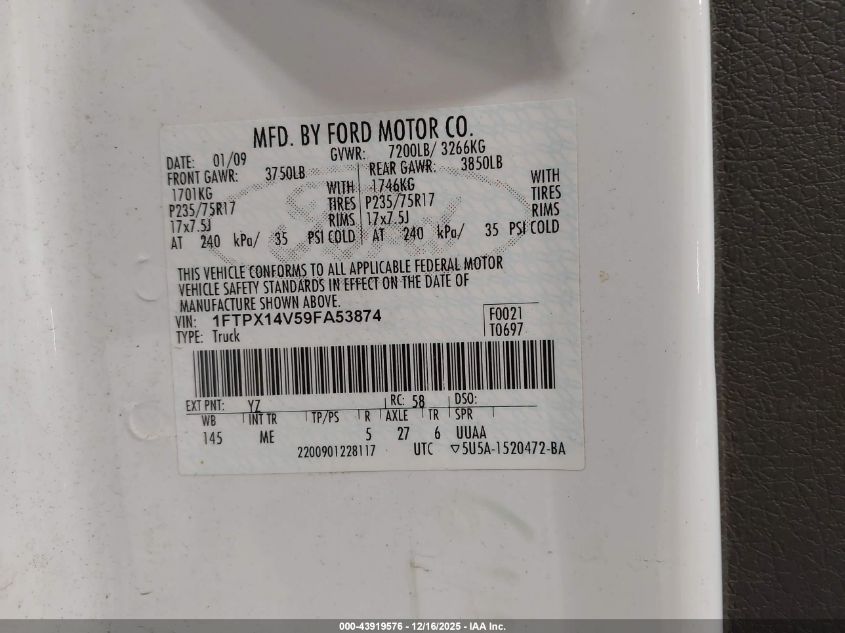 MFD. BY FORD MOTOR CO.
DATE: 01/09 GVWR: 7200LB/ 3266KG
FRONT GAWR: 3750LB REAR GAWR: 3850LB
1701KG WITH 1746KG WITH
P235/75R17 TIRES P235/75R17 TIRES
17x7.5J RIMS 17x7.5J RIMS
AT 240 kPa/ 35 PSI COLD AT 240 kPa/ 35 PSI COLD
THIS VEHICLE CONFORMS TO ALL APPLICABLE FEDERAL MOTOR
VEHICLE SAFETY STANDARDS IN EFFECT ON THE DATE OF
MANUFACTURE SHOWN ABOVE.
VIN: 1FTPX14V59FA53874 F0021
TYPE: Truck T0697
EXT PNT: YZ RC: 58 DSO:
WB INT TR TP/PS R AXLE TR SPR
145 ME 5 27 6 UUAA
2200901228117 UTC ▽5U5A-1520472-BA
000-43919576 - 12/16/2025 - IAA Inc.